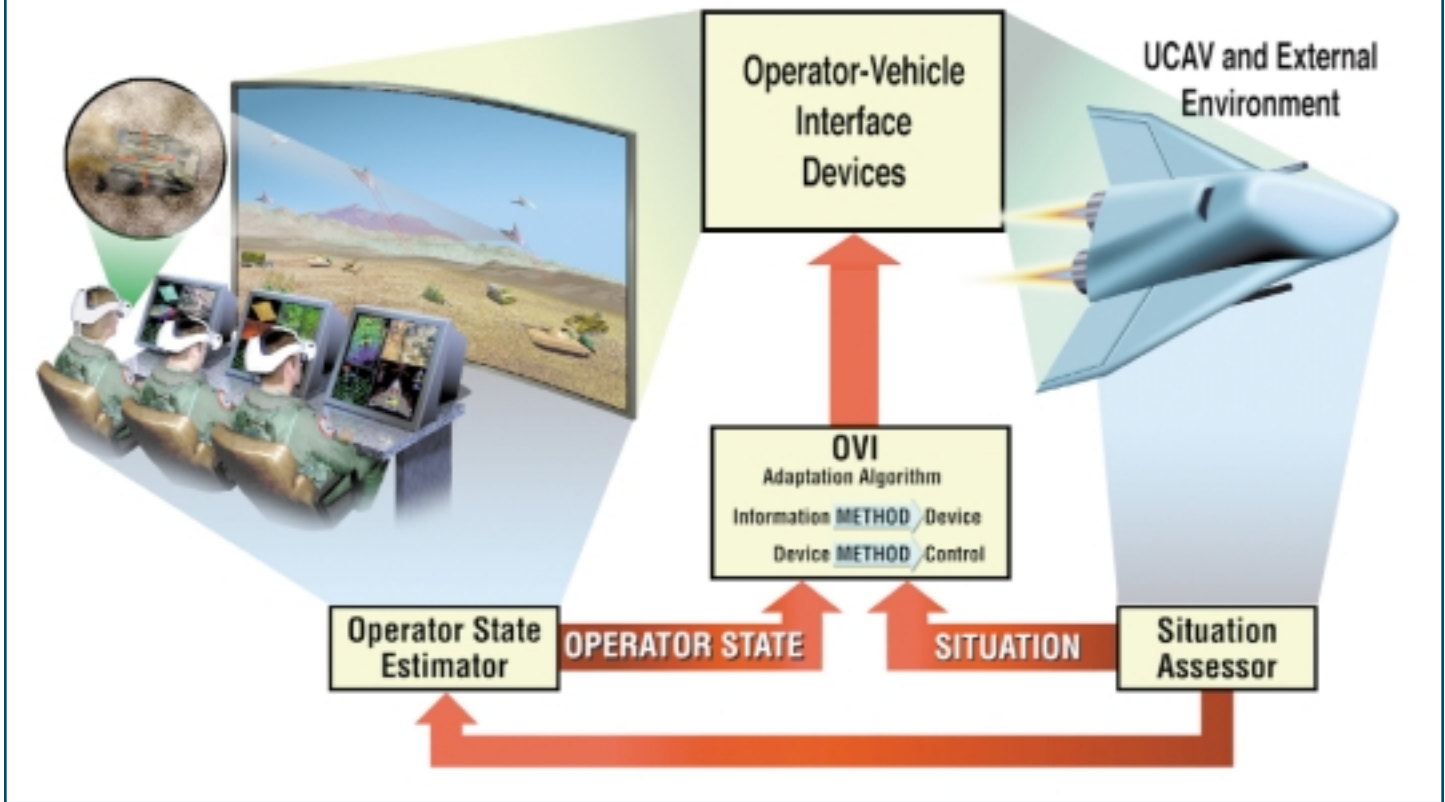 Operator-Vehicle
Interface
Devices
UCAV and External
Environment
OVI
Adaptation Algorithm
Information METHOD Device
Device METHOD Control
Operator State
Estimator
OPERATOR STATE
SITUATION
Situation
Assessor